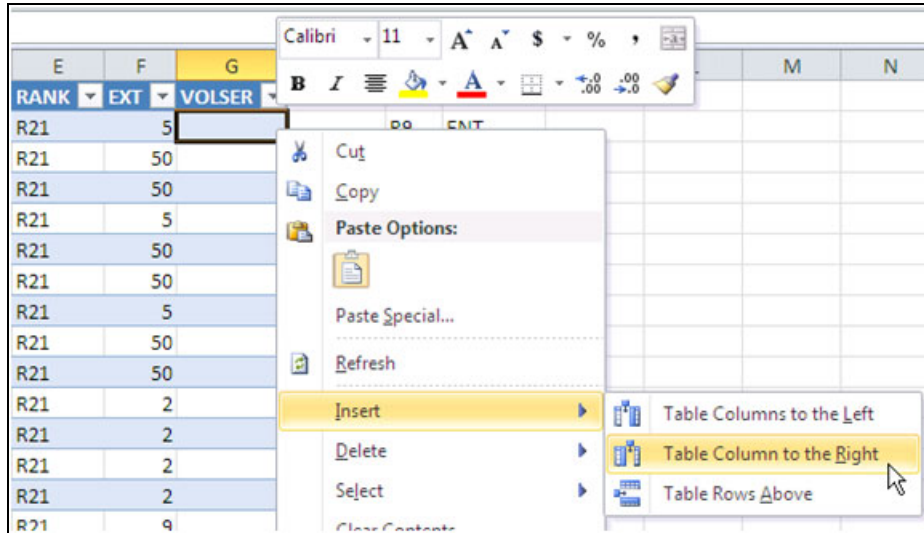 Calibri 11 A A $ % ,
B I A .00 .00
E F G M N
RANK EXT VOLSER
R21 5
R21 50
R21 50
R21 5
R21 50
R21 50
R21 5
R21 50
R21 50
R21 2
R21 2
R21 2
R21 2
R21 9
Cut
Copy
Paste Options:
Paste Special...
Refresh
Insert
Delete
Select
Table Columns to the Left
Table Column to the Right
Table Rows Above